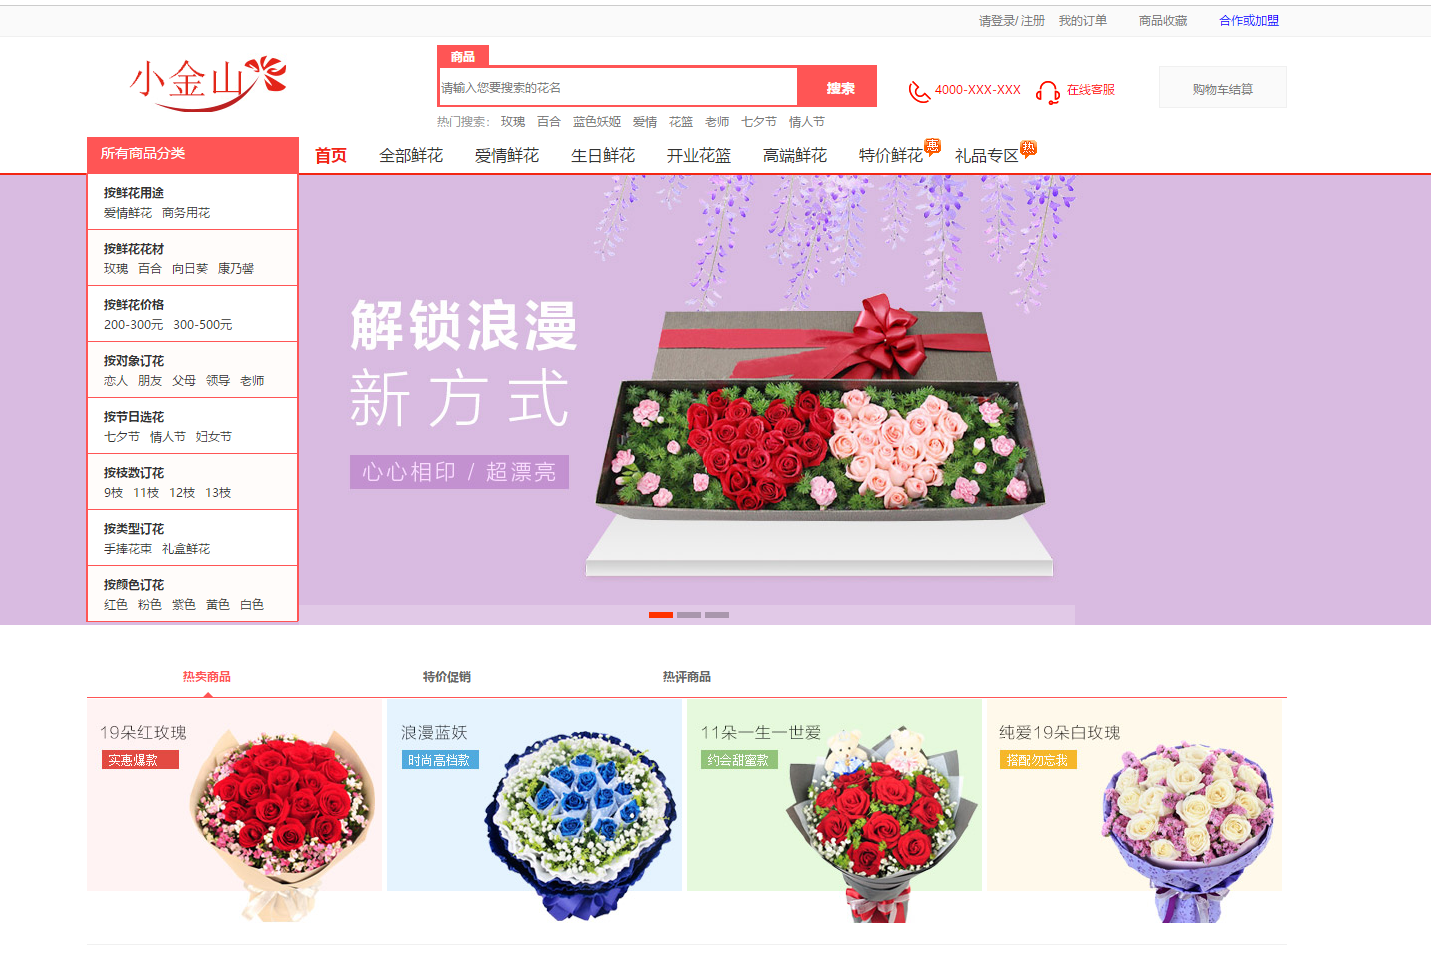 请登录/ 注册 我的订单 商品收藏 合作或加盟
小金山
商品
请输入您要搜索的花名 搜索
4000-XXX-XXX 在线客服 购物车结算
热门搜索: 玫瑰 百合 蓝色妖姬 爱情 花篮 老师 七夕节 情人节
所有商品分类 首页 全部鲜花 爱情鲜花 生日鲜花 开业花篮 高端鲜花 特价鲜花 惠 礼品专区 热
按鲜花用途
爱情鲜花 商务用花
按鲜花花材
玫瑰 百合 向日葵 康乃馨
按鲜花价格
200-300元 300-500元
按对象订花
恋人 朋友 父母 领导 老师
按节日选花
七夕节 情人节 妇女节
按枝数订花
9枝 11枝 12枝 13枝
按类型订花
手捧花束 礼盒鲜花
按颜色订花
红色 粉色 紫色 黄色 白色
解锁浪漫
新方式
心心相印 / 超漂亮
热卖商品 特价促销 热评商品
19朵红玫瑰
实惠爆款
浪漫蓝妖
时尚高档款
11朵一生一世爱
约会甜蜜款
纯爱19朵白玫瑰
搭配勿忘我